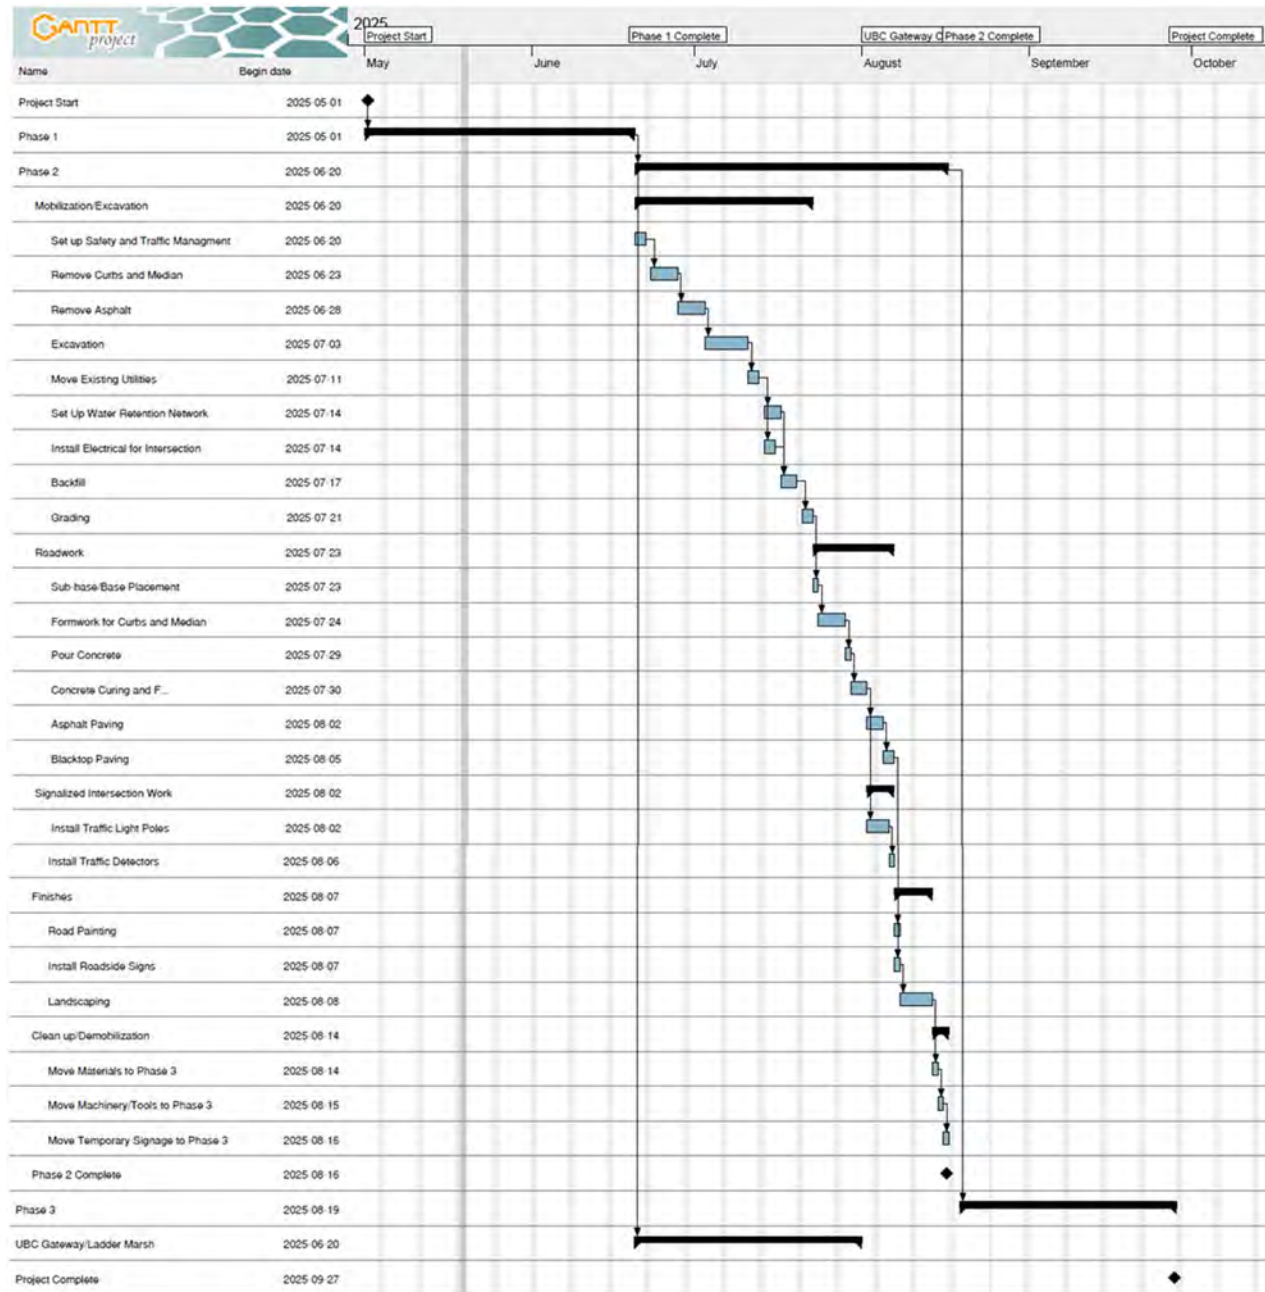 GANTT
project
2025
Project Start
Phase 1 Complete
UBC Gateway C
Phase 2 Complete
Project Complete
Name Begin date
May June July August September October
Project Start 2025-05-01
Phase 1 2025-05-01
Phase 2 2025-06-20
Mobilization/Excavation 2025-06-20
Set up Safety and Traffic Managment 2025-06-20
Remove Curbs and Median 2025-06-23
Remove Asphalt 2025-06-28
Excavation 2025-07-03
Move Existing Utilities 2025-07-11
Set Up Water Retention Network 2025-07-14
Install Electrical for Intersection 2025-07-14
Backfill 2025-07-17
Grading 2025-07-21
Roadwork 2025-07-23
Sub-base/Base Placement 2025-07-23
Formwork for Curbs and Median 2025-07-24
Pour Concrete 2025-07-29
Concrete Curing and F... 2025-07-30
Asphalt Paving 2025-08-02
Blacktop Paving 2025-08-05
Signalized Intersection Work 2025-08-02
Install Traffic Light Poles 2025-08-02
Install Traffic Detectors 2025-08-06
Finishes 2025-08-07
Road Painting 2025-08-07
Install Roadside Signs 2025-08-07
Landscaping 2025-08-08
Clean up/Demobilization 2025-08-14
Move Materials to Phase 3 2025-08-14
Move Machinery/Tools to Phase 3 2025-08-15
Move Temporary Signage to Phase 3 2025-08-16
Phase 2 Complete 2025-08-16
Phase 3 2025-08-19
UBC Gateway/Ladder Marsh 2025-06-20
Project Complete 2025-09-27